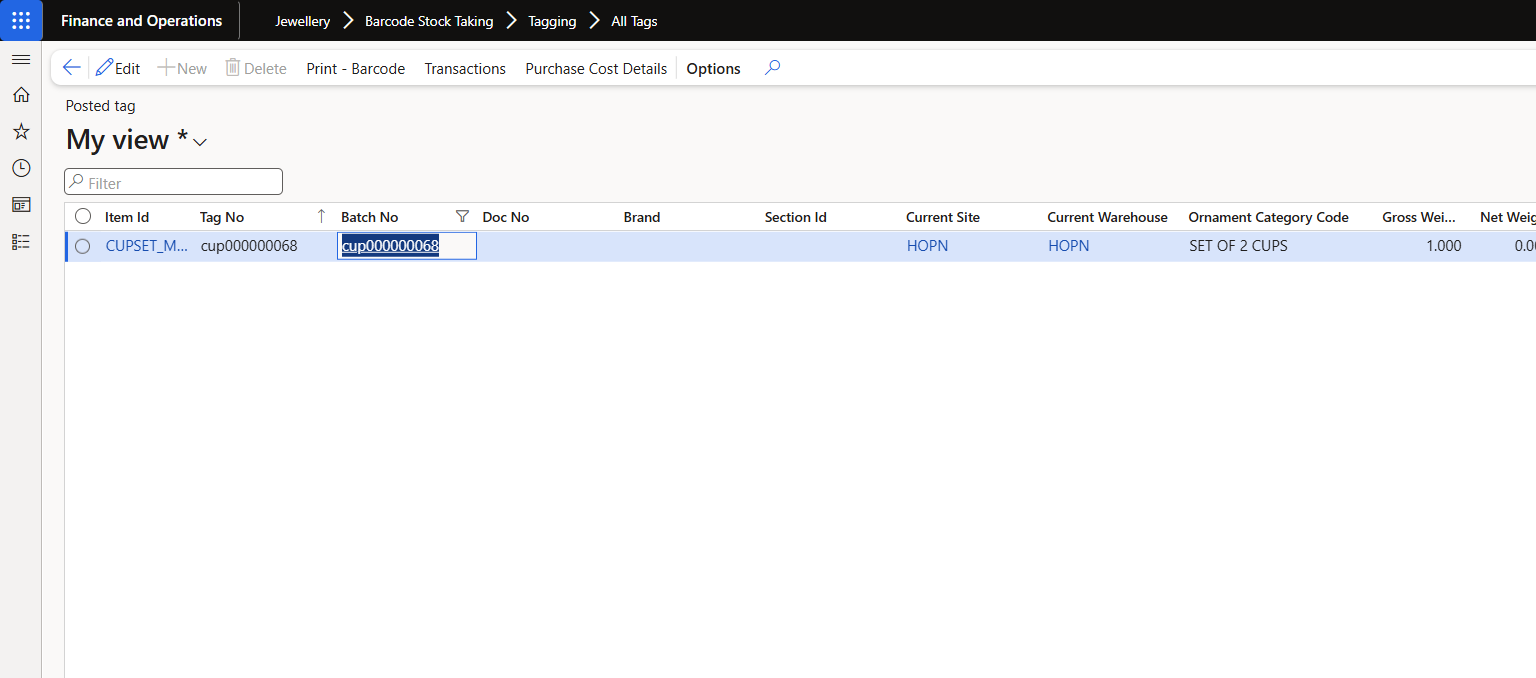 Finance and Operations Jewellery Barcode Stock Taking Tagging All Tags
Edit New Delete Print - Barcode Transactions Purchase Cost Details Options
Posted tag
My view *
Filter
Item Id Tag No Batch No Doc No Brand Section Id Current Site Current Warehouse Ornament Category Code Gross Wei... Net Weig
CUPSET_M... cup000000068 cup000000068 HOPN HOPN SET OF 2 CUPS 1.000 0.00